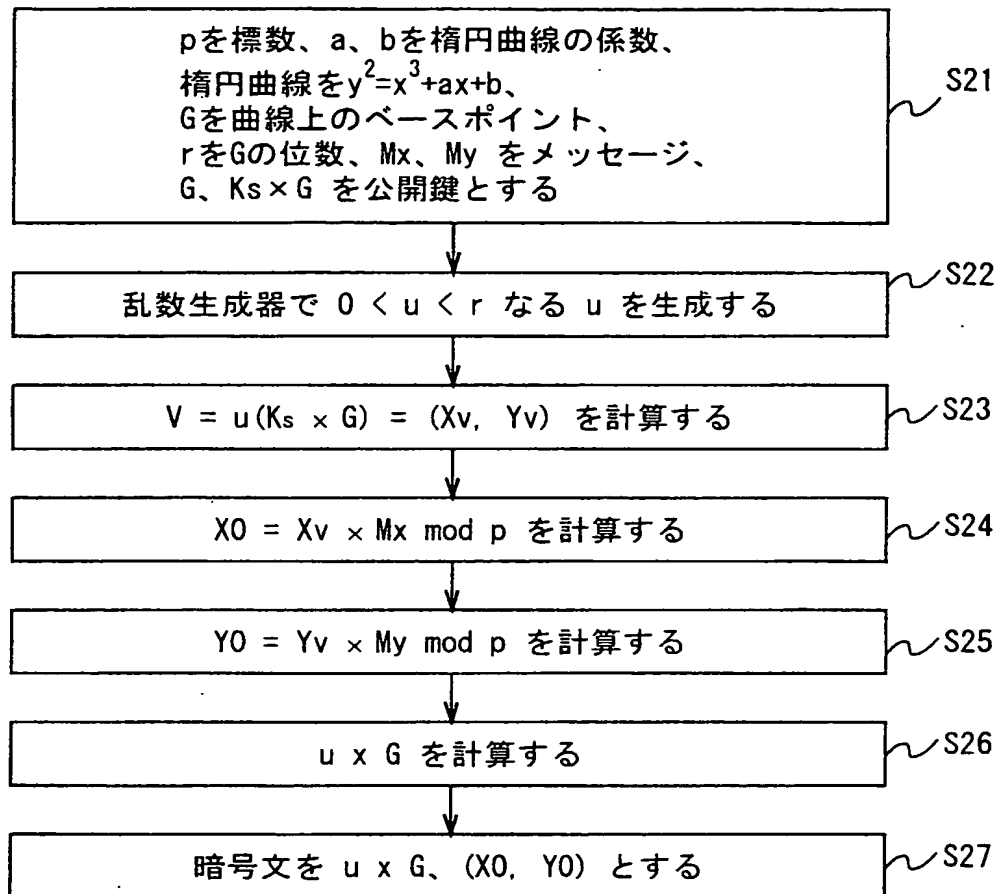 pを標数、a、bを楕円曲線の係数、
楕円曲線をy²=x³+ax+b、
Gを曲線上のベースポイント、
rをGの位数、Mx、My をメッセージ、
G、Ks×G を公開鍵とする
S21
乱数生成器で 0 < u < r なる u を生成する
S22
V = u(Ks × G) = (Xv, Yv) を計算する
S23
X0 = Xv × Mx mod p を計算する
S24
Y0 = Yv × My mod p を計算する
S25
u x G を計算する
S26
暗号文を u x G、(X0, Y0) とする
S27